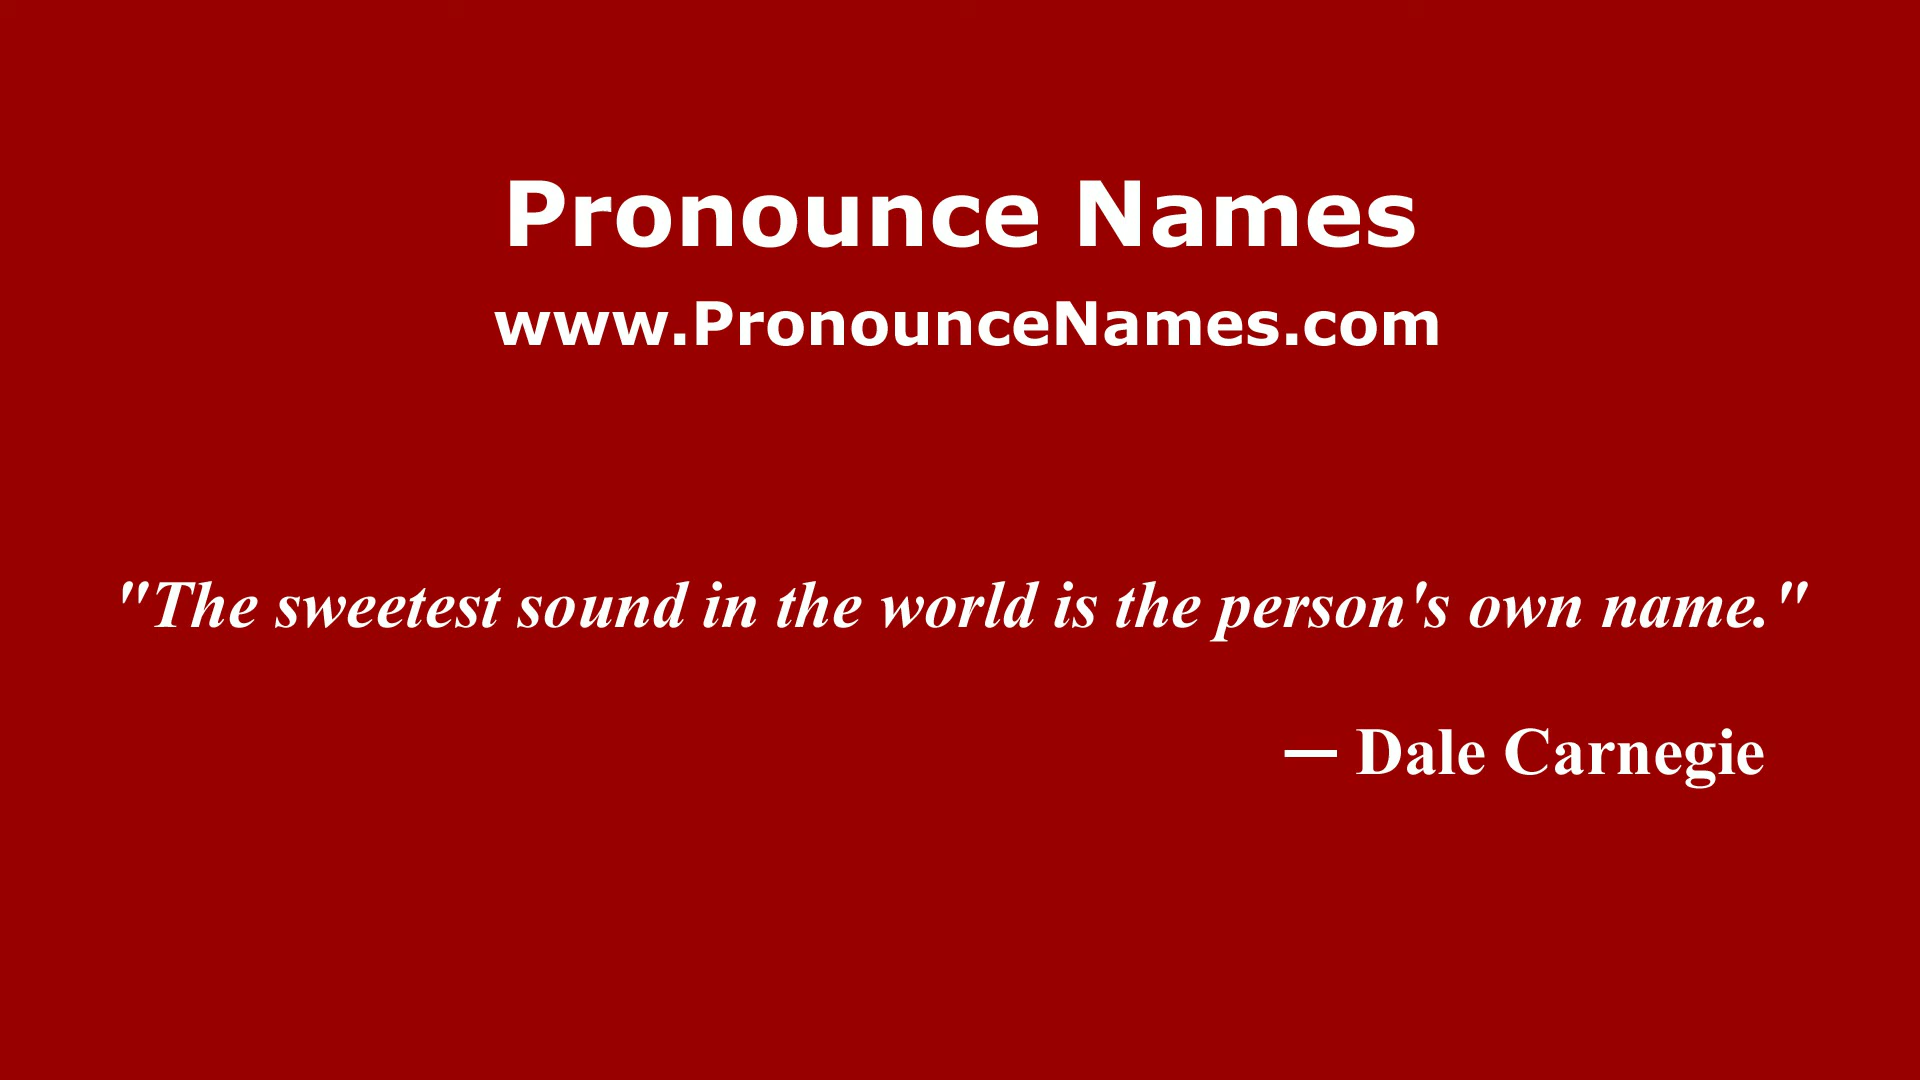 Pronounce Names
www.PronounceNames.com
"The sweetest sound in the world is the person's own name."
— Dale Carnegie